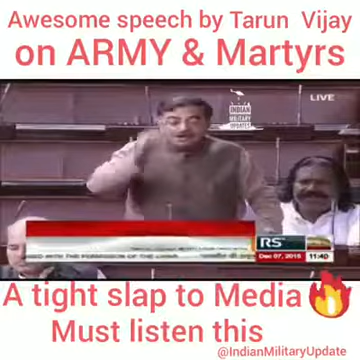 Awesome speech by Tarun Vijay
on ARMY & Martyrs
INDIAN
MILITARY
UPDATES
LIVE
RS
Dec 07, 2015 11:40
A tight slap to Media🔥
Must listen this
@IndianMilitaryUpdate